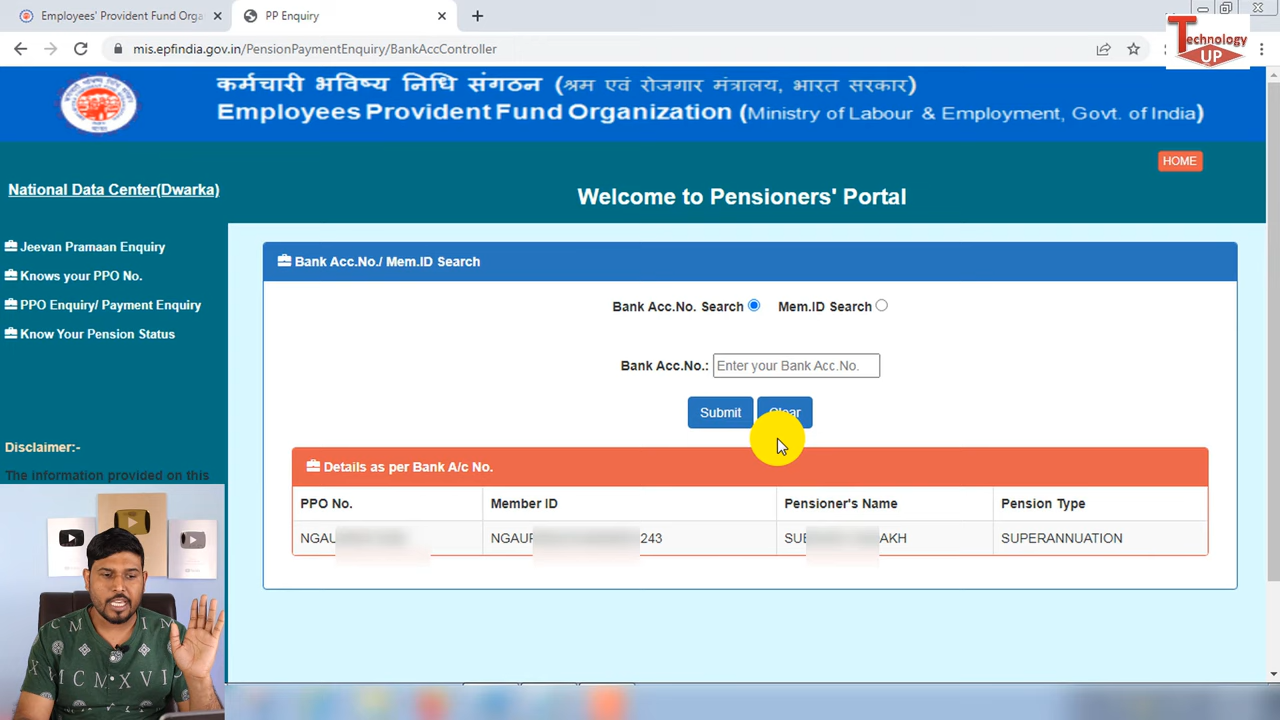 Employees' Provident Fund Orga
PP Enquiry
mis.epfindia.gov.in/PensionPaymentEnquiry/BankAccController
Technology
UP
कर्मचारी भविष्य निधि संगठन (श्रम एवं रोजगार मंत्रालय, भारत सरकार)
Employees Provident Fund Organization (Ministry of Labour & Employment, Govt. of India)
HOME
National Data Center(Dwarka)
Welcome to Pensioners' Portal
Jeevan Pramaan Enquiry
Knows your PPO No.
PPO Enquiry/ Payment Enquiry
Know Your Pension Status
Disclaimer:-
The information provided on this
Bank Acc.No./ Mem.ID Search
Bank Acc.No. Search Mem.ID Search
Bank Acc.No.: Enter your Bank Acc.No.
Submit Clear
Details as per Bank A/c No.
PPO No. Member ID Pensioner's Name Pension Type
SUPERANNUATION